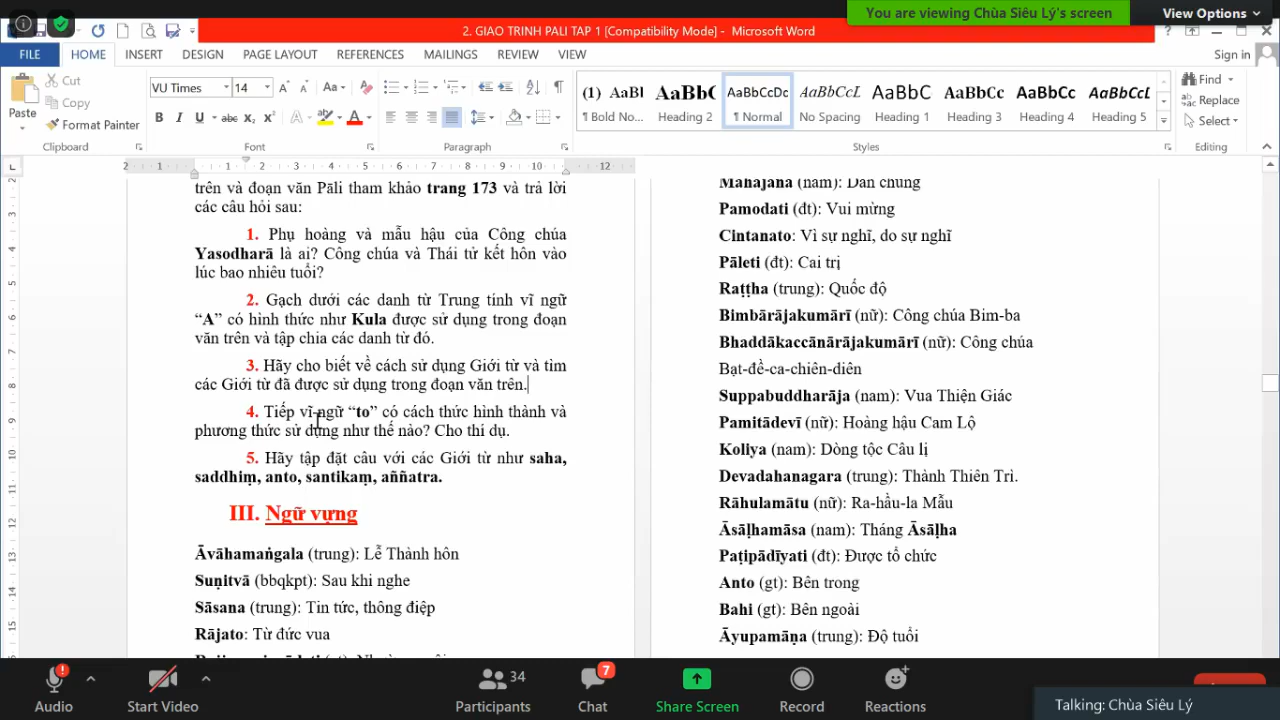 You are viewing Chùa Siêu Lý's screen
View Options
2. GIAO TRINH PALI TAP 1 [Compatibility Mode] - Microsoft Word
FILE
HOME
INSERT
DESIGN
PAGE LAYOUT
REFERENCES
MAILINGS
REVIEW
VIEW
Sign in
Paste
Cut
Copy
Format Painter
Clipboard
VU Times
14
Font
Paragraph
(1) AaBl
AaBbC
AaBbCcDc
AaBbCcL
AaBbC
AaBbCc
AaBbCc
AaBbCcL
¶ Bold No...
Heading 2
¶ Normal
No Spacing
Heading 1
Heading 3
Heading 4
Heading 5
Styles
Find
Replace
Select
Editing
trên và đoạn văn Pāli tham khảo trang 173 và trả lời
các câu hỏi sau:
1. Phụ hoàng và mẫu hậu của Công chúa
Yasodharā là ai? Công chúa và Thái tử kết hôn vào
lúc bao nhiêu tuổi?
2. Gạch dưới các danh từ Trung tính vĩ ngữ
“A” có hình thức như Kula được sử dụng trong đoạn
văn trên và tập chia các danh từ đó.
3. Hãy cho biết về cách sử dụng Giới từ và tìm
các Giới từ đã được sử dụng trong đoạn văn trên.
4. Tiếp vĩ ngữ “to” có cách thức hình thành và
phương thức sử dụng như thế nào? Cho thí dụ.
5. Hãy tập đặt câu với các Giới từ như saha,
saddhiṃ, anto, santikaṃ, aññatra.
III. Ngữ vựng
Āvāhamaṅgala (trung): Lễ Thành hôn
Suṇitvā (bbqkpt): Sau khi nghe
Sāsana (trung): Tin tức, thông điệp
Rājato: Từ đức vua
Mahājana (nam): Dân chúng
Pamodati (đt): Vui mừng
Cintanato: Vì sự nghĩ, do sự nghĩ
Pāleti (đt): Cai trị
Raṭṭha (trung): Quốc độ
Bimbārājakumārī (nữ): Công chúa Bim-ba
Bhaddākaccānārājakumārī (nữ): Công chúa
Bạt-đề-ca-chiên-diên
Suppabuddharāja (nam): Vua Thiện Giác
Pamitādevī (nữ): Hoàng hậu Cam Lộ
Koliya (nam): Dòng tộc Câu lị
Devadahanagara (trung): Thành Thiên Trì.
Rāhulamātu (nữ): Ra-hầu-la Mẫu
Āsāḷhamāsa (nam): Tháng Āsāḷha
Paṭipādīyati (đt): Được tổ chức
Anto (gt): Bên trong
Bahi (gt): Bên ngoài
Āyupamāṇa (trung): Độ tuổi
Audio
Start Video
Participants
34
Chat
7
Share Screen
Record
Reactions
Talking: Chùa Siêu Lý